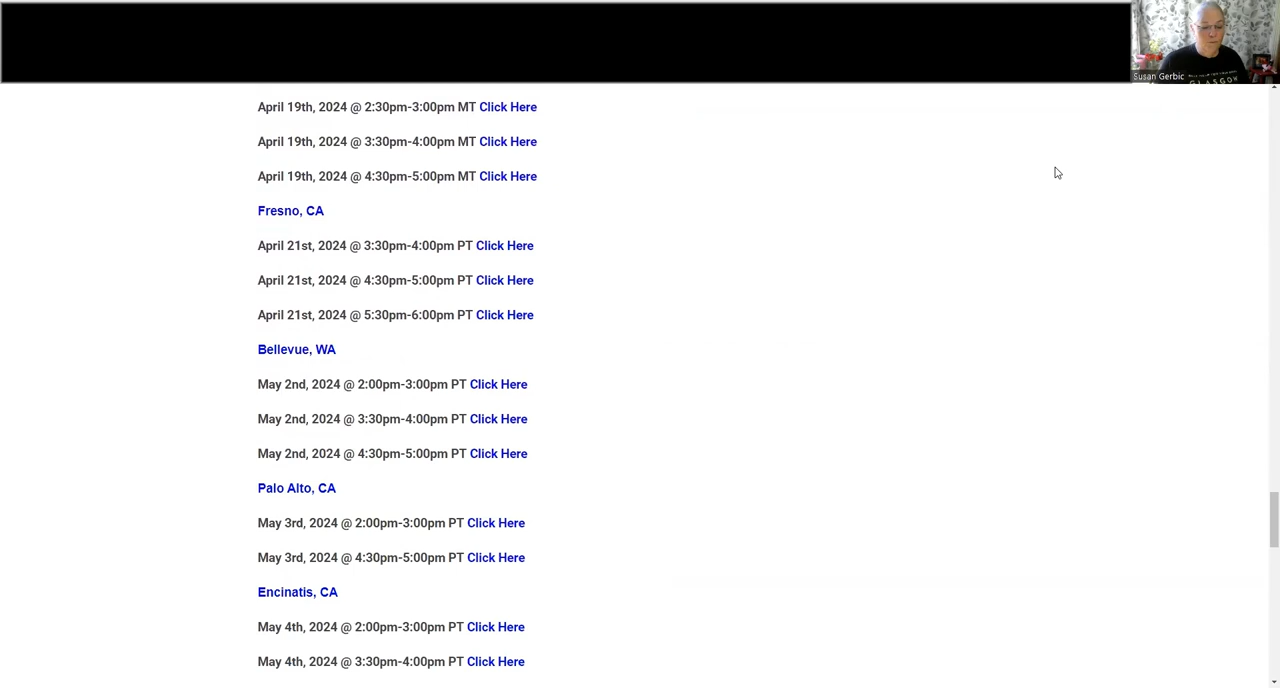 Susan Gerbic
GLASGOW
April 19th, 2024 @ 2:30pm-3:00pm MT Click Here
April 19th, 2024 @ 3:30pm-4:00pm MT Click Here
April 19th, 2024 @ 4:30pm-5:00pm MT Click Here
Fresno, CA
April 21st, 2024 @ 3:30pm-4:00pm PT Click Here
April 21st, 2024 @ 4:30pm-5:00pm PT Click Here
April 21st, 2024 @ 5:30pm-6:00pm PT Click Here
Bellevue, WA
May 2nd, 2024 @ 2:00pm-3:00pm PT Click Here
May 2nd, 2024 @ 3:30pm-4:00pm PT Click Here
May 2nd, 2024 @ 4:30pm-5:00pm PT Click Here
Palo Alto, CA
May 3rd, 2024 @ 2:00pm-3:00pm PT Click Here
May 3rd, 2024 @ 4:30pm-5:00pm PT Click Here
Encinatis, CA
May 4th, 2024 @ 2:00pm-3:00pm PT Click Here
May 4th, 2024 @ 3:30pm-4:00pm PT Click Here